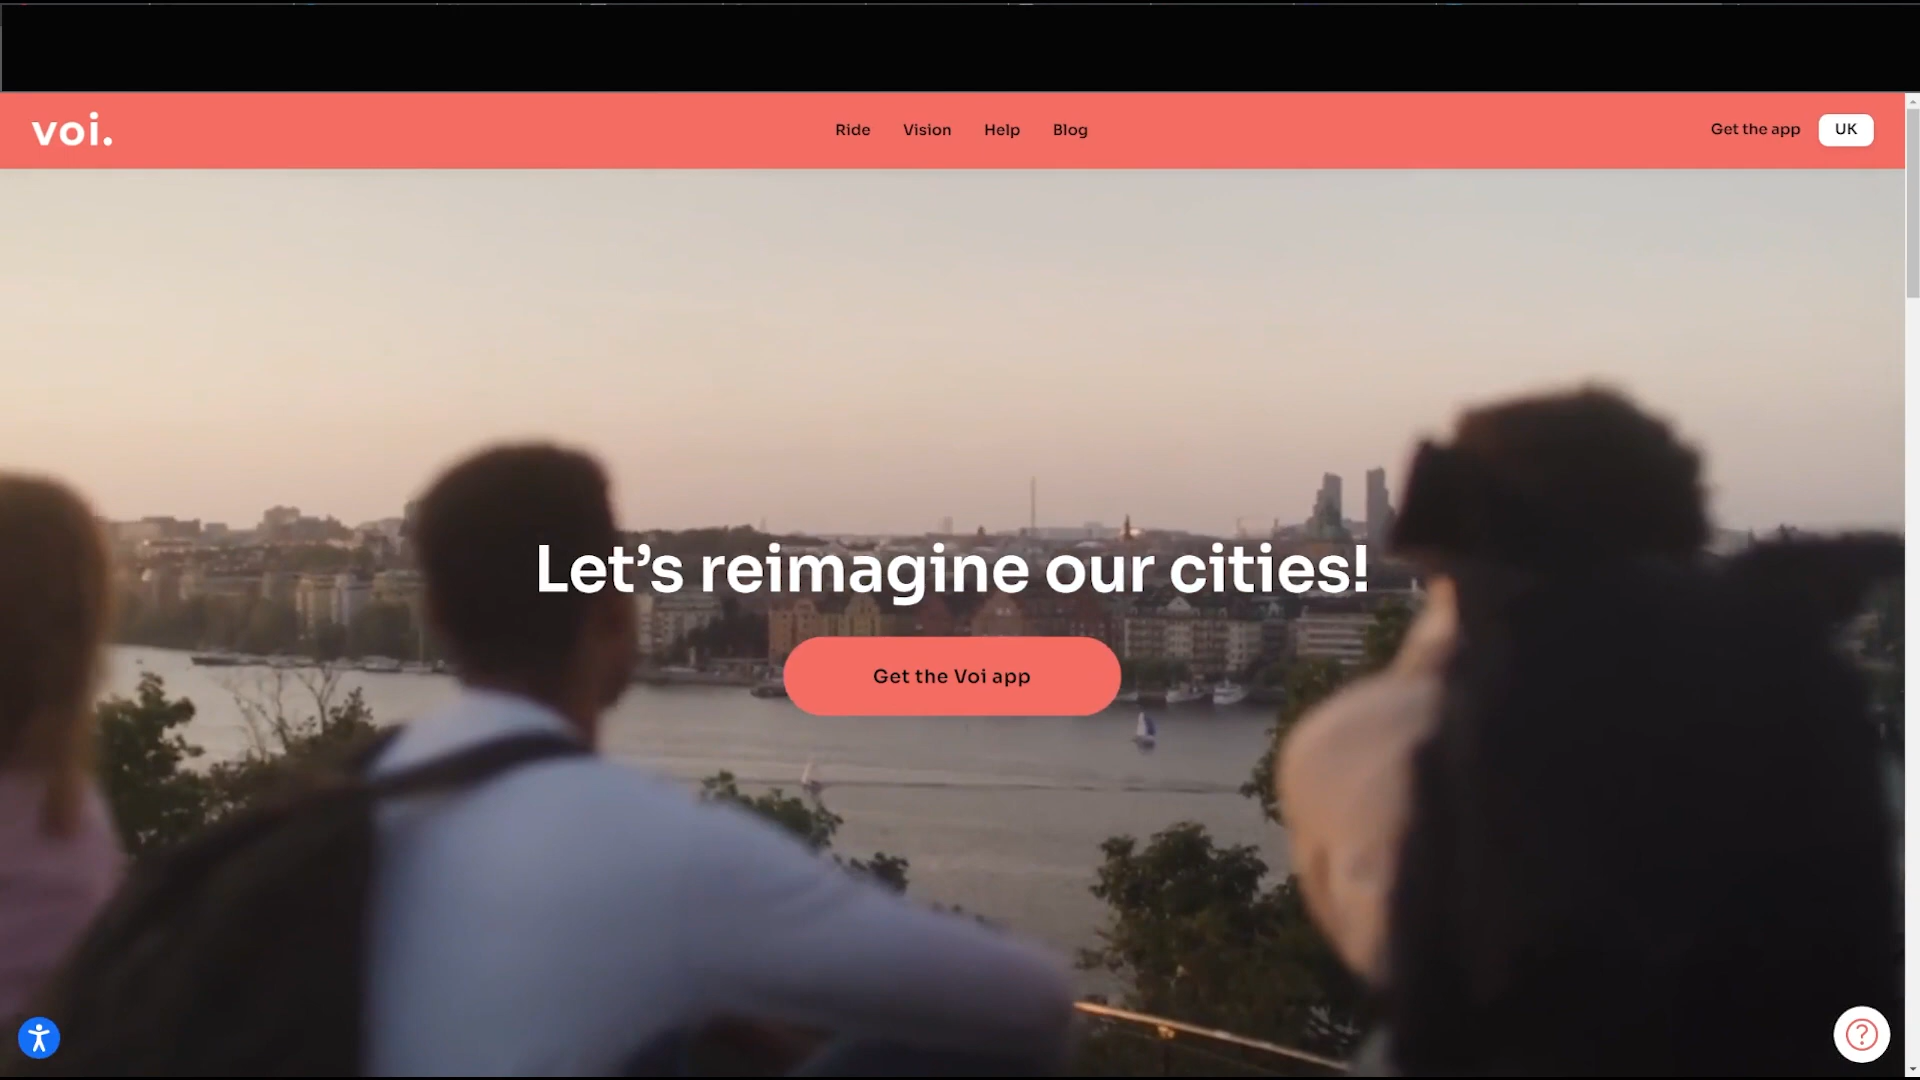 voi.
Ride
Vision
Help
Blog
Get the app
UK
Let's reimagine our cities!
Get the Voi app
?